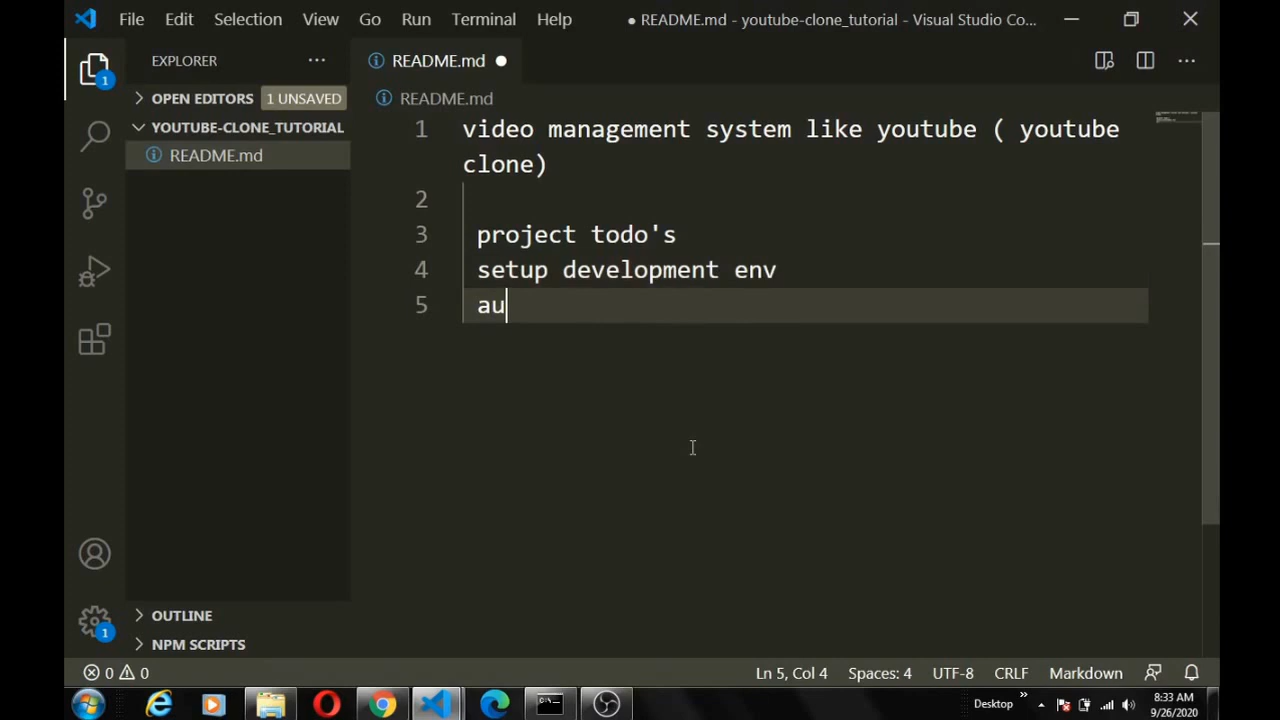 File Edit Selection View Go Run Terminal Help ● README.md - youtube-clone_tutorial - Visual Studio Co...
EXPLORER ··· README.md ●
1
OPEN EDITORS 1 UNSAVED README.md
YOUTUBE-CLONE_TUTORIAL
README.md
1 video management system like youtube ( youtube
clone)
2
3 project todo's
4 setup development env
5 au
OUTLINE
1
NPM SCRIPTS
0 0 Ln 5, Col 4 Spaces: 4 UTF-8 CRLF Markdown
Desktop » 8:33 AM
9/26/2020